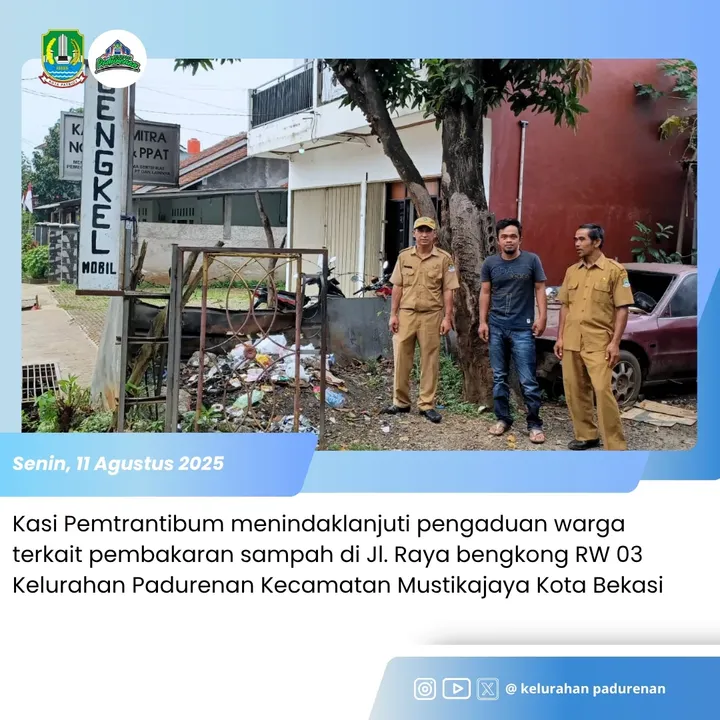 BENGKEL
MOBIL
MITRA
& PPAT
Senin, 11 Agustus 2025
Kasi Pemtrantibum menindaklanjuti pengaduan warga
terkait pembakaran sampah di Jl. Raya bengkong RW 03
Kelurahan Padurenan Kecamatan Mustikajaya Kota Bekasi
@ kelurahan padurenan